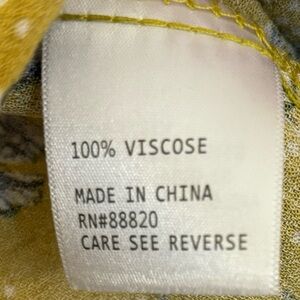 100% VISCOSE
MADE IN CHINA
RN#88820
CARE SEE REVERSE